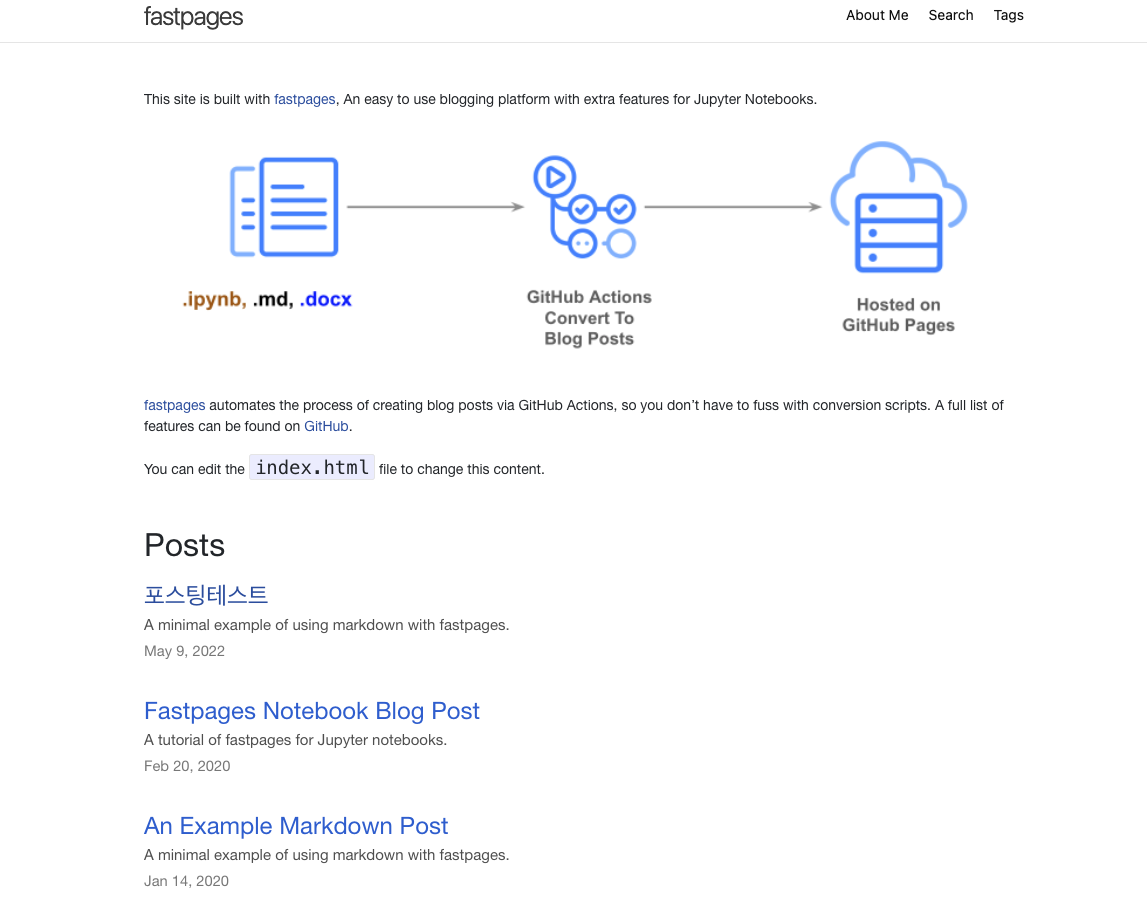 fastpages
About Me Search Tags
This site is built with fastpages, An easy to use blogging platform with extra features for Jupyter Notebooks.
.ipynb, .md, .docx
GitHub Actions
Convert To
Blog Posts
Hosted on
GitHub Pages
fastpages automates the process of creating blog posts via GitHub Actions, so you don’t have to fuss with conversion scripts. A full list of
features can be found on GitHub.
You can edit the index.html file to change this content.
Posts
포스팅테스트
A minimal example of using markdown with fastpages.
May 9, 2022
Fastpages Notebook Blog Post
A tutorial of fastpages for Jupyter notebooks.
Feb 20, 2020
An Example Markdown Post
A minimal example of using markdown with fastpages.
Jan 14, 2020